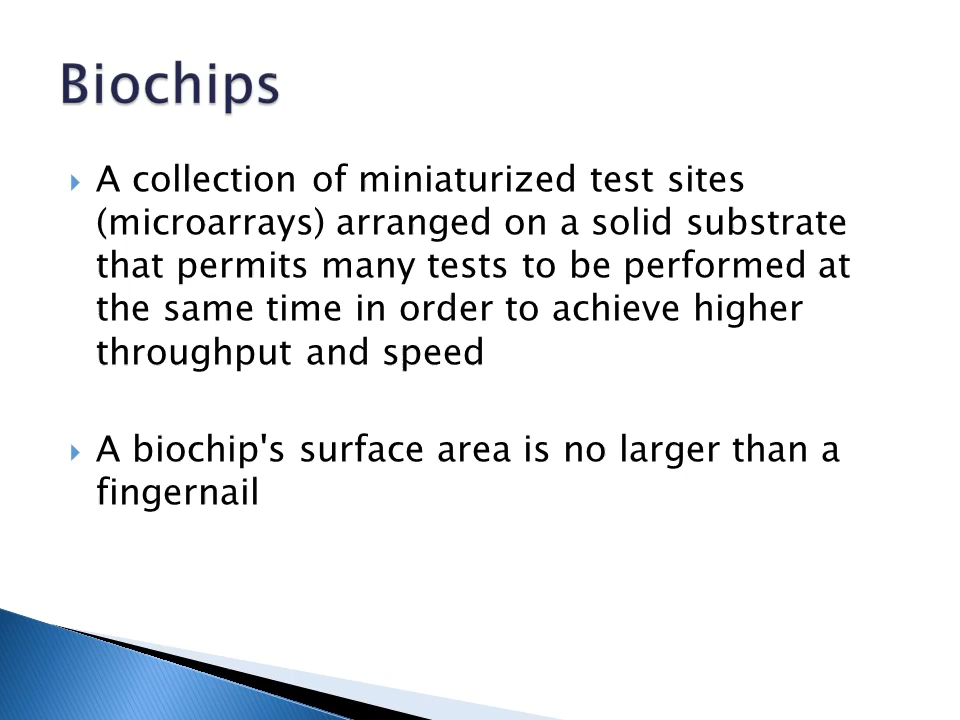 Biochips
A collection of miniaturized test sites
(microarrays) arranged on a solid substrate
that permits many tests to be performed at
the same time in order to achieve higher
throughput and speed
A biochip's surface area is no larger than a
fingernail